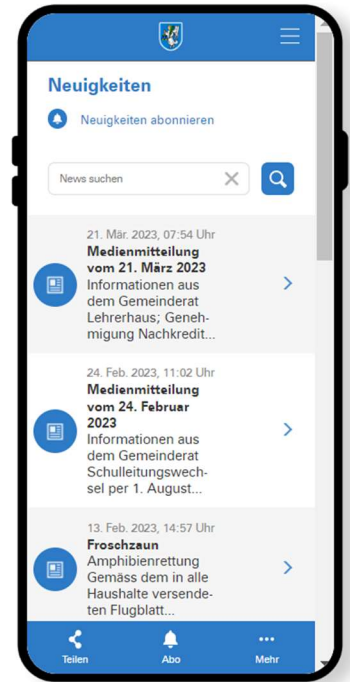 Neuigkeiten
Neuigkeiten abonnieren
News suchen
21. Mär. 2023, 07:54 Uhr
Medienmitteilung
vom 21. März 2023
Informationen aus
dem Gemeinderat
Lehrerhaus; Geneh-
migung Nachkredit...
24. Feb. 2023, 11:02 Uhr
Medienmitteilung
vom 24. Februar
2023
Informationen aus
dem Gemeinderat
Schulleitungswech-
sel per 1. August...
13. Feb. 2023, 14:57 Uhr
Froschzaun
Amphibienrettung
Gemäss dem in alle
Haushalte versende-
ten Flugblatt...
Teilen
Abo
Mehr